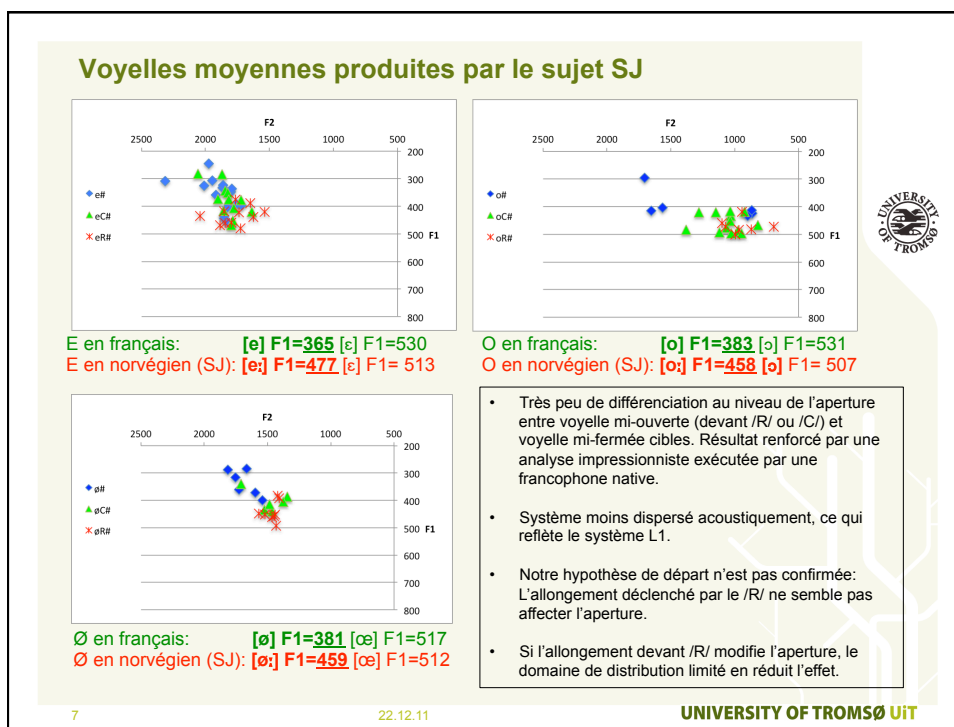 Voyelles moyennes produites par le sujet SJ
F2
2500 2000 1500 1000 500
200
300
400
500
600
700
800
F1
e#
eC#
eR#
E en français: [e] F1=365 [ɛ] F1=530
E en norvégien (SJ): [eː] F1=477 [ɛ] F1= 513
F2
2500 2000 1500 1000 500
200
300
400
500
600
700
800
F1
o#
oC#
oR#
O en français: [o] F1=383 [ɔ] F1=531
O en norvégien (SJ): [oː] F1=458 [ɔ] F1= 507
UNIVERSITY OF TROMSØ
F2
2500 2000 1500 1000 500
200
300
400
500
600
700
800
F1
ø#
øC#
øR#
Ø en français: [ø] F1=381 [œ] F1=517
Ø en norvégien (SJ): [øː] F1=459 [œ] F1=512
• Très peu de différenciation au niveau de l'aperture
entre voyelle mi-ouverte (devant /R/ ou /C/) et
voyelle mi-fermée cibles. Résultat renforcé par une
analyse impressionniste exécutée par une
francophone native.
• Système moins dispersé acoustiquement, ce qui
reflète le système L1.
• Notre hypothèse de départ n'est pas confirmée:
L'allongement déclenché par le /R/ ne semble pas
affecter l'aperture.
• Si l'allongement devant /R/ modifie l'aperture, le
domaine de distribution limité en réduit l'effet.
7 22.12.11 UNIVERSITY OF TROMSØ UiT